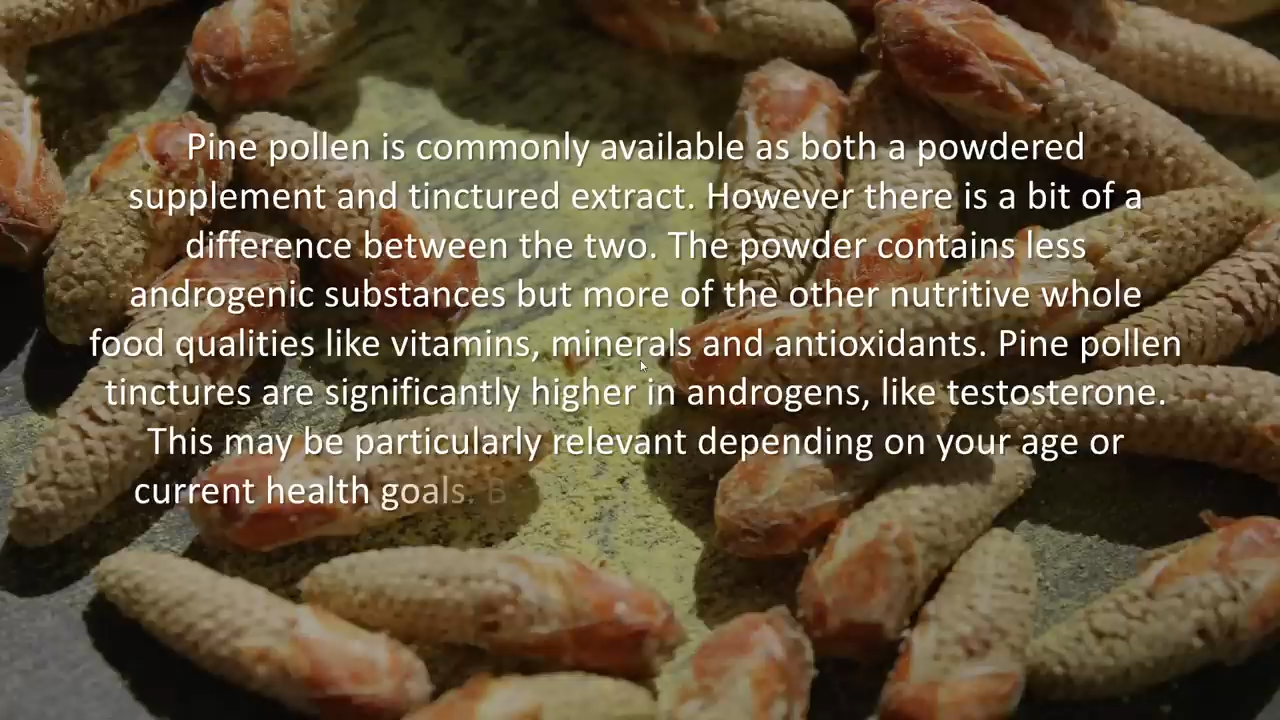 Pine pollen is commonly available as both a powdered
supplement and tinctured extract. However there is a bit of a
difference between the two. The powder contains less
androgenic substances but more of the other nutritive whole
food qualities like vitamins, minerals and antioxidants. Pine pollen
tinctures are significantly higher in androgens, like testosterone.
This may be particularly relevant depending on your age or
current health goals. B